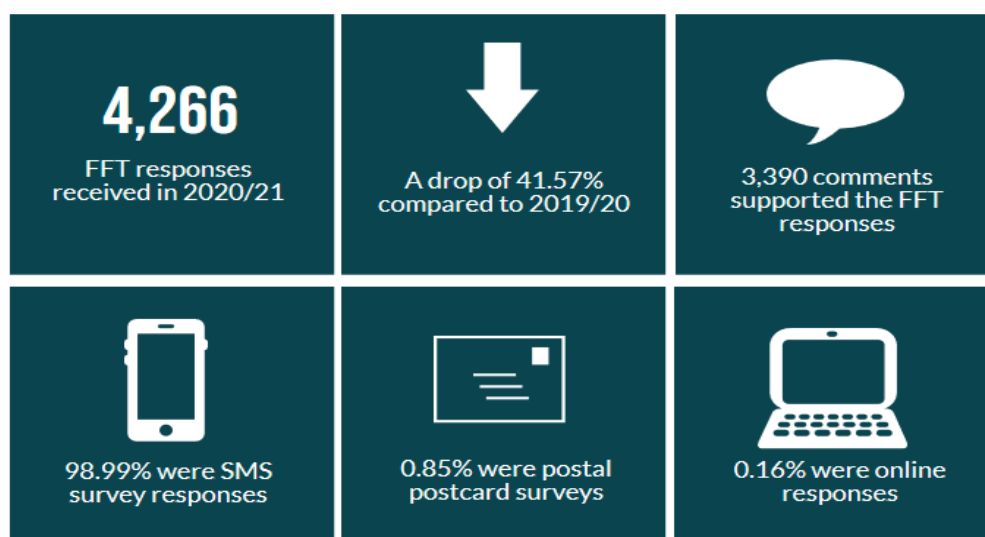 4,266
FFT responses
received in 2020/21
A drop of 41.57%
compared to 2019/20
3,390 comments
supported the FFT
responses
98.99% were SMS
survey responses
0.85% were postal
postcard surveys
0.16% were online
responses